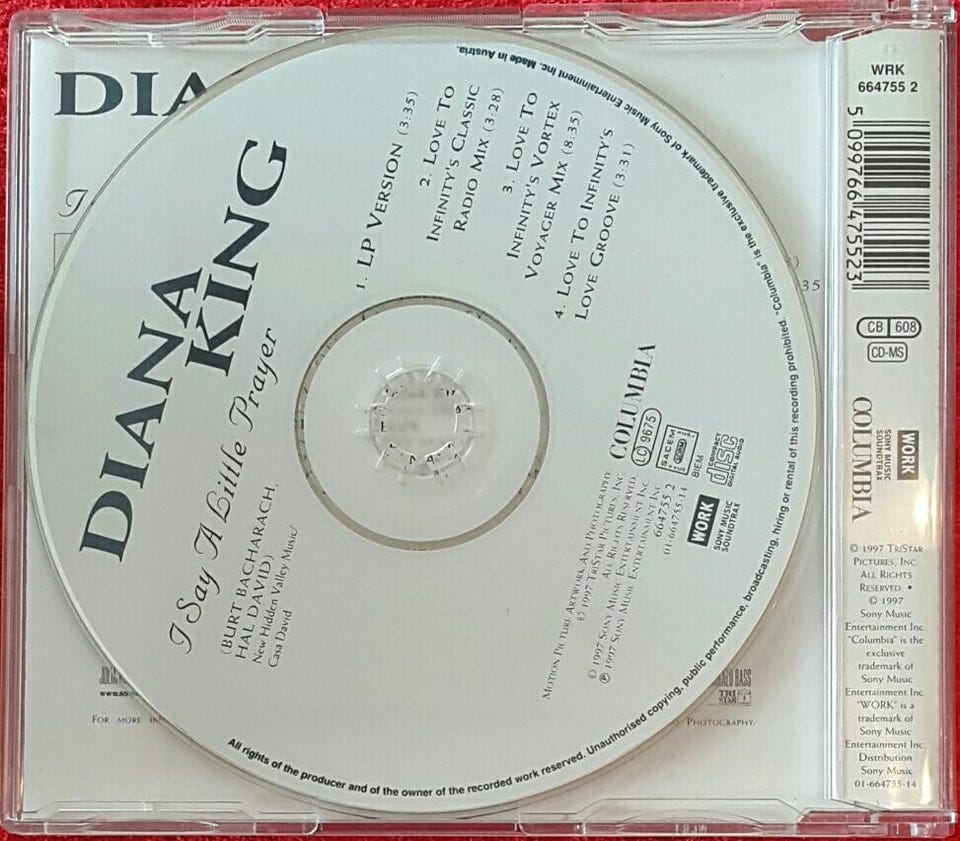 DIA
I
DIANA
KING
I Say A Little Prayer
(BURT BACHARACH,
HAL DAVID)
New Hidden Valley Music/
Casa David
1. LP VERSION (3:35)
2. LOVE TO
INFINITY'S CLASSIC
RADIO MIX (3:28)
3. LOVE TO
INFINITY'S VORTEX
VOYAGER MIX (8:35)
4. LOVE TO INFINITY'S
LOVE GROOVE (3:31)
COLUMBIA
LC 9675
SACEM
BIEM
COMPACT
disc
DIGITAL AUDIO
MOTION PICTURE ARTWORK AND PHOTOGRAPHY
© 1997 TRISTAR PICTURES, INC.
ALL RIGHTS RESERVED
© 1997 SONY MUSIC ENTERTAINMENT INC.
℗ 1997 SONY MUSIC ENTERTAINMENT INC.
664755 2
01-664755-14
WORK
SONY MUSIC
SOUNDTRAX
All rights of the producer and of the owner of the recorded work reserved. Unauthorised copying, public performance, broadcasting, hiring or rental of this recording prohibited. "Columbia" is the exclusive trademark of Sony Music Entertainment Inc. Made in Austria.
35
FOR MORE
PHOTOGRAPHY
TRI
STAR
WRK
664755 2
5 099766 475523
CB 608
CD-MS
WORK
SONY MUSIC
SOUNDTRAX
COLUMBIA
© 1997 TRISTAR
PICTURES, INC.
ALL RIGHTS
RESERVED. •
© 1997
Sony Music
Entertainment Inc.
"Columbia" is the
exclusive
trademark of
Sony Music
Entertainment Inc.
"WORK" is a
trademark of
Sony Music
Entertainment Inc.
Distribution
Sony Music
01-664755-14